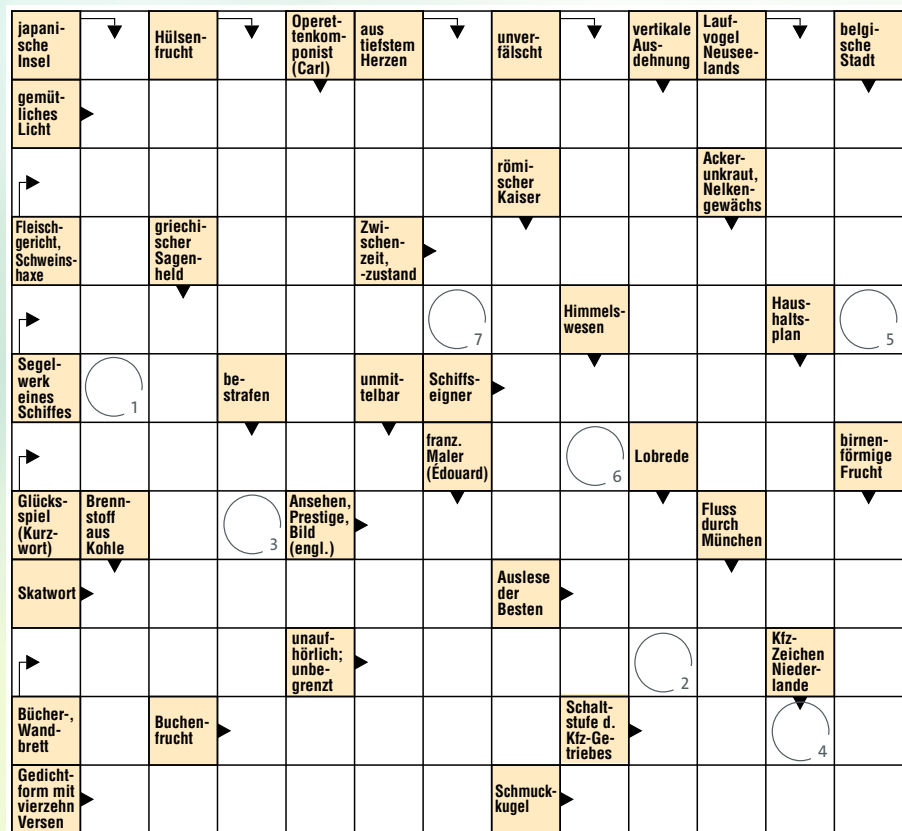 japani-
sche
Insel
Hülsen-
frucht
Operet-
tenkom-
ponist
(Carl)
aus
tiefstem
Herzen
unver-
fälscht
vertikale
Aus-
dehnung
Lauf-
vogel
Neusee-
lands
belgi-
sche
Stadt
gemüt-
liches
Licht
römi-
scher
Kaiser
Acker-
unkraut,
Nelken-
gewächs
Fleisch-
gericht,
Schweins-
haxe
griechi-
scher
Sagen-
held
Zwi-
schen-
zeit,
-zustand
7
Himmels-
wesen
Haus-
halts-
plan
5
Segel-
werk
eines
Schiffes
1
be-
strafen
unmit-
telbar
Schiffs-
eigner
franz.
Maler
(Édouard)
6
Lobrede
birnen-
förmige
Frucht
Glücks-
spiel
(Kurz-
wort)
Brenn-
stoff
aus
Kohle
3
Ansehen,
Prestige,
Bild
(engl.)
Fluss
durch
München
Skatwort
Auslese
der
Besten
unauf-
hörlich;
unbe-
grenzt
2
Kfz-
Zeichen
Nieder-
lande
Bücher-,
Wand-
brett
Buchen-
frucht
Schalt-
stufe d.
Kfz-Ge-
triebes
4
Gedicht-
form mit
vierzehn
Versen
Schmuck-
kugel